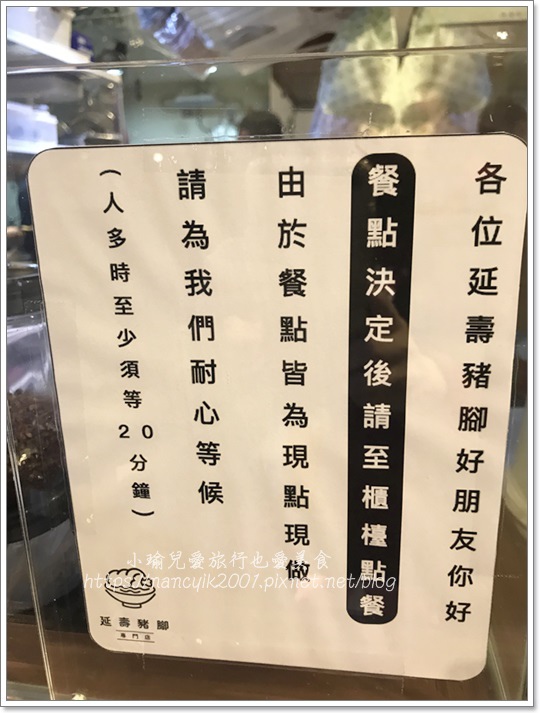 各位延壽豬腳好朋友你好
餐點決定後請至櫃檯點餐
由於餐點皆為現點現做
請為我們耐心等候
(人多時至少須等20分鐘)
延壽豬腳
專門店
小瑜兒愛旅行也愛美食
https://nancyik2001.pixnet.net/blog